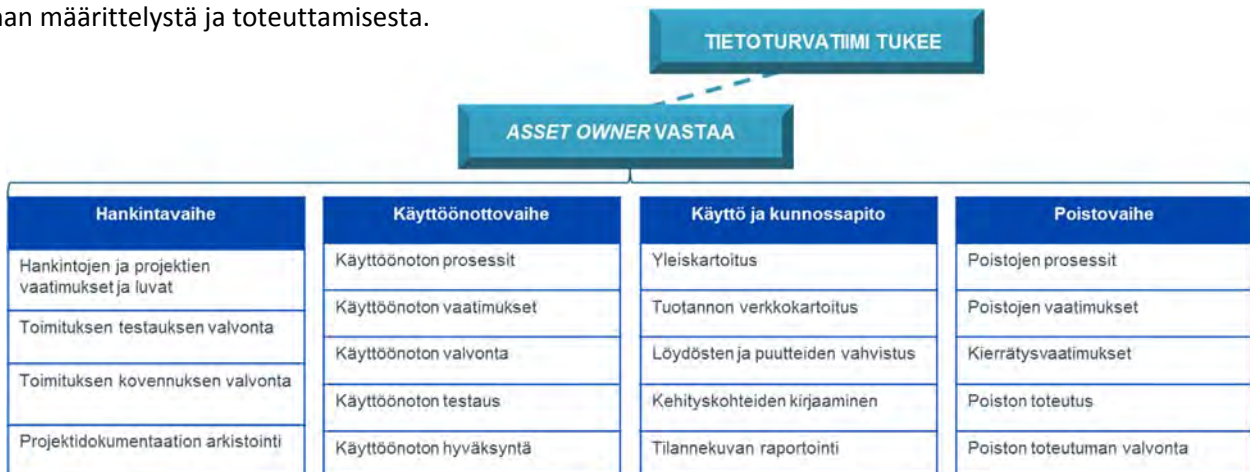 määrittelystä ja toteuttamisesta.
TIETOTURVATIIMI TUKEE
ASSET OWNER VASTAA
Hankintavaihe
Hankintojen ja projektien
vaatimukset ja luvat
Toimituksen testauksen valvonta
Toimituksen kovennuksen valvonta
Projektidokumentaation arkistointi
Käyttöönottovaihe
Käyttöönoton prosessit
Käyttöönoton vaatimukset
Käyttöönoton valvonta
Käyttöönoton testaus
Käyttöönoton hyväksyntä
Käyttö ja kunnossapito
Yleiskartoitus
Tuotannon verkkokartoitus
Löydösten ja puutteiden vahvistus
Kehityskohteiden kirjaaminen
Tilannekuvan raportointi
Poistovaihe
Poistojen prosessit
Poistojen vaatimukset
Kierrätysvaatimukset
Poiston toteutus
Poiston toteutuman valvonta